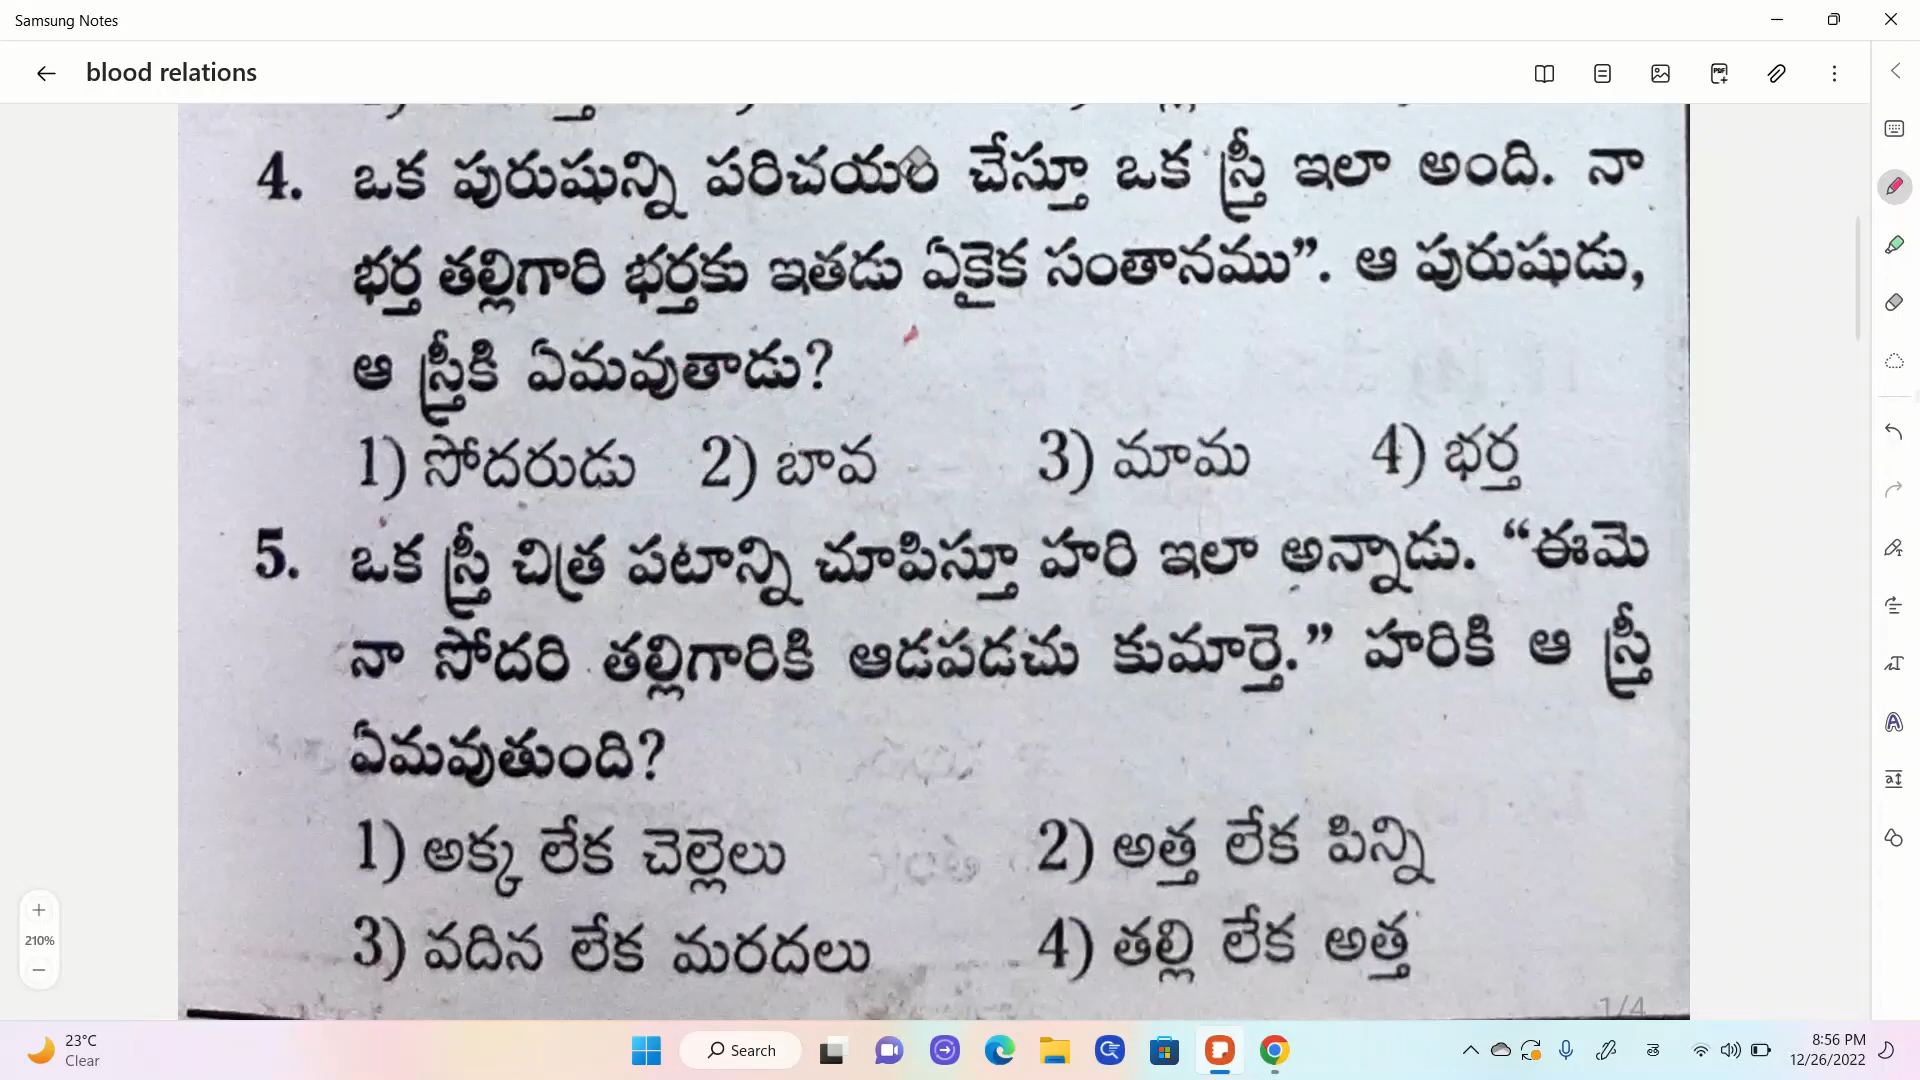 Samsung Notes
blood relations
4. ఒక పురుషున్ని పరిచయం చేస్తూ ఒక స్త్రీ ఇలా అంది. నా
భర్త తల్లిగారి భర్తకు ఇతడు ఏకైక సంతానము”. ఆ పురుషుడు,
ఆ స్త్రీకి ఏమవుతాడు?
1) సోదరుడు 2) బావ 3) మామ 4) భర్త
5. ఒక స్త్రీ చిత్ర పటాన్ని చూపిస్తూ హరి ఇలా అన్నాడు. “ఈమె
నా సోదరి తల్లిగారికి ఆడపడచు కుమార్తె.” హరికి ఆ స్త్రీ
ఏమవుతుంది?
1) అక్క లేక చెల్లెలు 2) అత్త లేక పిన్ని
3) వదిన లేక మరదలు 4) తల్లి లేక అత్త
1/4
210%
23°C
Clear
Search
8:56 PM
12/26/2022